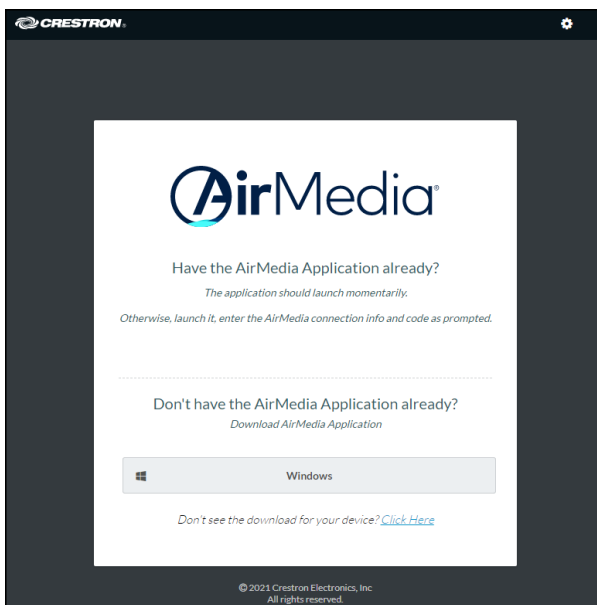 CRESTRON®
AirMedia®
Have the AirMedia Application already?
The application should launch momentarily.
Otherwise, launch it, enter the AirMedia connection info and code as prompted.
Don't have the AirMedia Application already?
Download AirMedia Application
Windows
Don't see the download for your device? Click Here
© 2021 Crestron Electronics, Inc
All rights reserved.